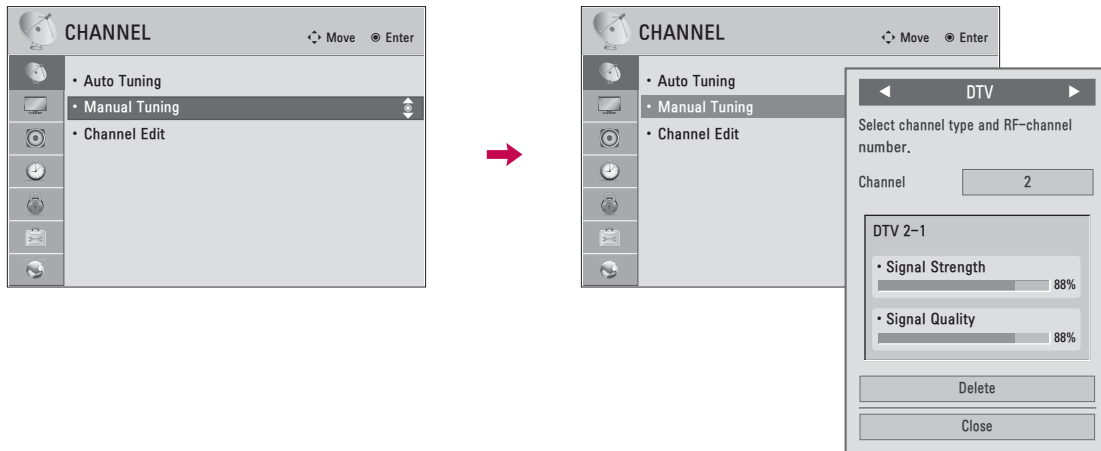 CHANNEL
Move
Enter
• Auto Tuning
• Manual Tuning
• Channel Edit
CHANNEL
Move
Enter
• Auto Tuning
• Manual Tuning
• Channel Edit
DTV
Select channel type and RF-channel
number.
Channel 2
DTV 2-1
• Signal Strength
88%
• Signal Quality
88%
Delete
Close